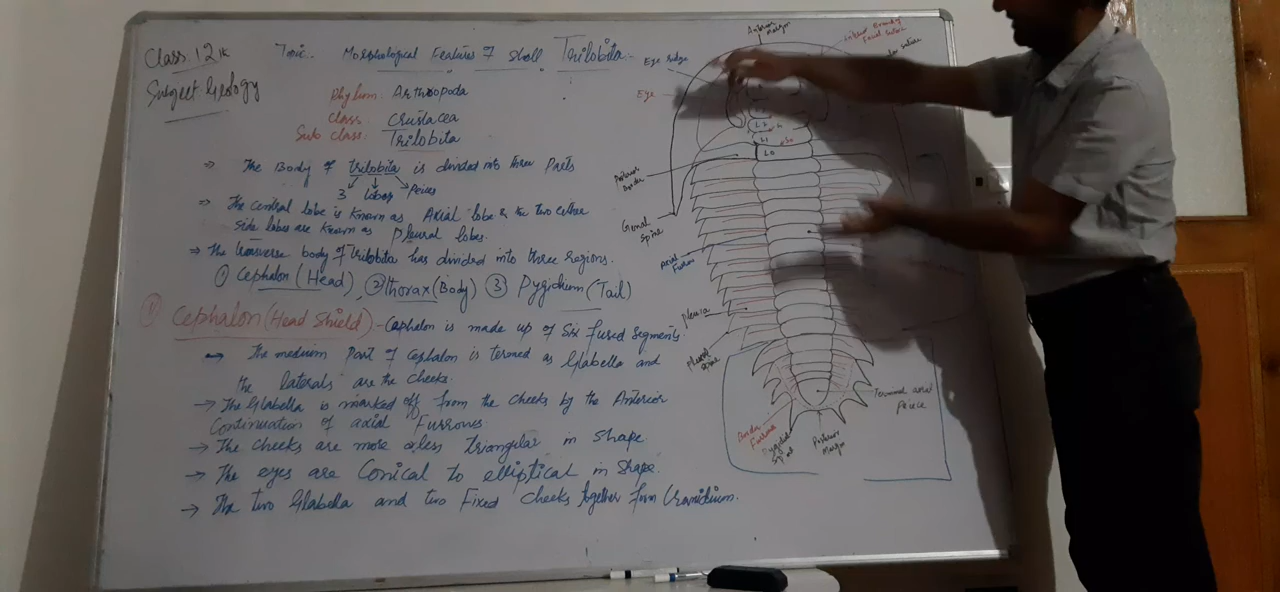 Class. 12th
Subject: Geology
Topic. Morphological Features of Shell Trilobita.
Phylum: Arthropoda
Class: Crustacea
Sub. Class: Trilobita
⇒ The Body of trilobita is divided into three Parts
3 lobes Peices
⇒ The central lobe is known as Axial lobe & the two other
side lobes are known as Pleural lobes.
→ The transverse body of Trilobita has divided into three regions.
① Cephalon (Head), ② Thorax (Body) ③ Pygidium (Tail)
① Cephalon (Head Shield) - Cephalon is made up of Six fused Segments.
→ The medium Part of Cephalon is termed as Glabella and
the laterals are the cheeks.
→ The Glabella is marked off from the cheeks by the Anterior
Continuation of axial Furrows.
→ The cheeks are more or less triangular in shape
→ The eyes are Conical to elliptical in shape.
→ The two Glabella and two Fixed cheeks together form Cranidium.
Anterior Margin
Eye Ridge
Eye
L2
L1
L0
Posterior Border
Genal Spine
Axial Furrow
Pleura
Pleural Spine
Border Furrow
Pygidial Spine
Posterior Margin
Terminal axial Peice